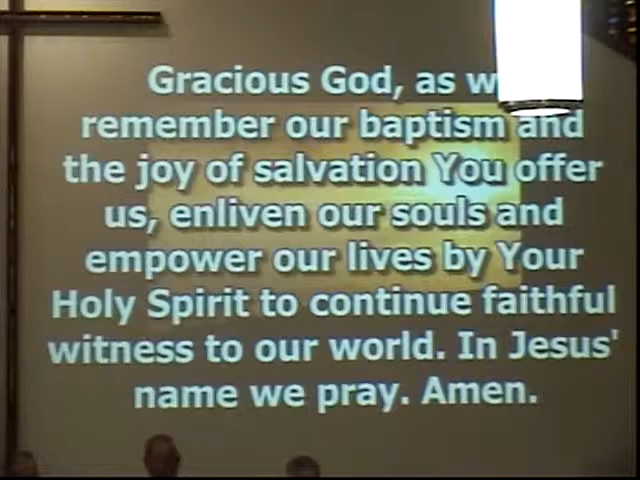 Gracious God, as w
remember our baptism and
the joy of salvation You offer
us, enliven our souls and
empower our lives by Your
Holy Spirit to continue faithful
witness to our world. In Jesus'
name we pray. Amen.